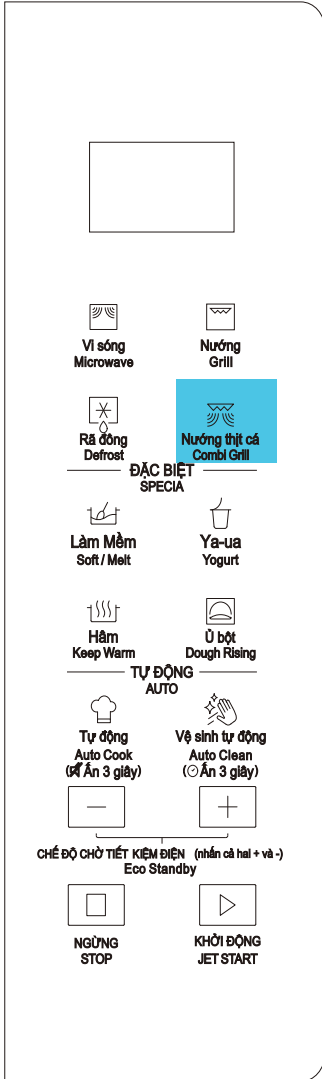 Vi sóng
Microwave
Nướng
Grill
Rã đông
Defrost
Nướng thịt cá
Combi Grill
ĐẶC BIỆT
SPECIA
Làm Mềm
Soft / Melt
Ya-ua
Yogurt
Hâm
Keep Warm
Ủ bột
Dough Rising
TỰ ĐỘNG
AUTO
Tự động
Auto Cook
(Ấn 3 giây)
Vệ sinh tự động
Auto Clean
(Ấn 3 giây)
CHẾ ĐỘ CHỜ TIẾT KIỆM ĐIỆN (nhấn cả hai + và -)
Eco Standby
NGỪNG
STOP
KHỞI ĐỘNG
JET START